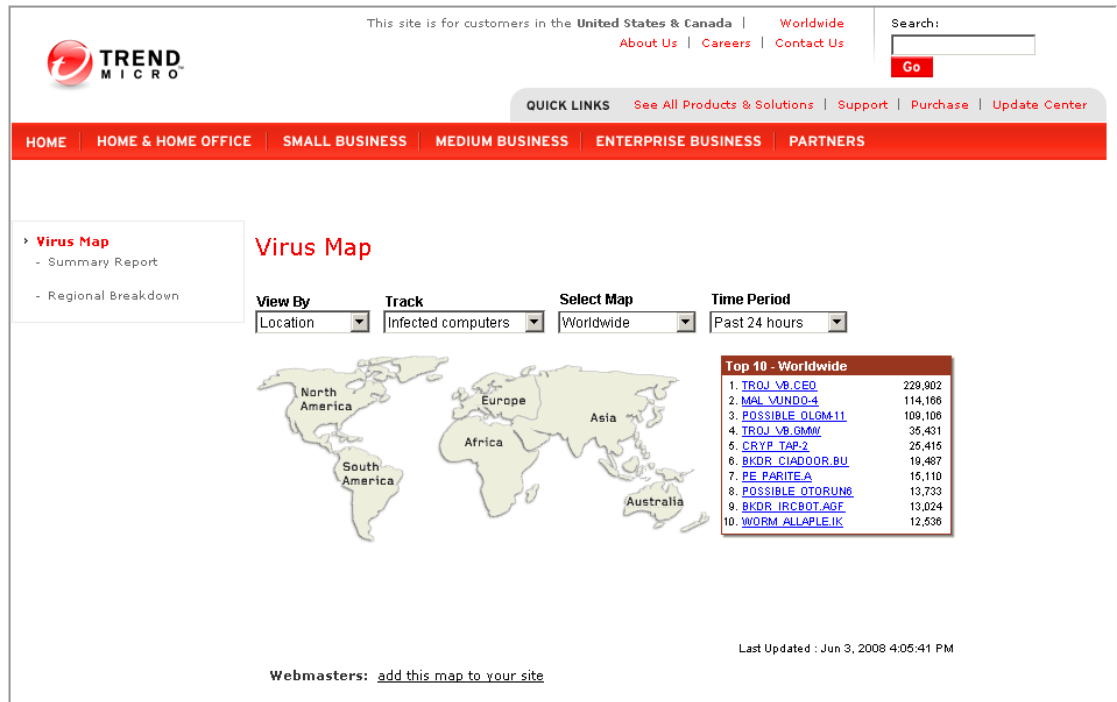 This site is for customers in the United States & Canada | Worldwide
About Us | Careers | Contact Us
Search:
Go
TREND
MICRO
QUICK LINKS See All Products & Solutions | Support | Purchase | Update Center
HOME HOME & HOME OFFICE SMALL BUSINESS MEDIUM BUSINESS ENTERPRISE BUSINESS PARTNERS
› Virus Map
- Summary Report
- Regional Breakdown
Virus Map
View By Track Select Map Time Period
Location Infected computers Worldwide Past 24 hours
North
America
Europe
Asia
Africa
South
America
Australia
Top 10 - Worldwide
1. TROJ_VB.CEO 229,902
2. MAL_VUNDO-4 114,166
3. POSSIBLE_OLGM-11 109,106
4. TROJ_VB.GMW 35,431
5. CRYP_TAP-2 25,415
6. BKDR_CIADOOR.BU 19,487
7. PE_PARITE.A 15,110
8. POSSIBLE_OTORUN6 13,733
9. BKDR_IRCBOT.AGF 13,024
10. WORM_ALLAPLE.IK 12,536
Last Updated : Jun 3, 2008 4:05:41 PM
Webmasters: add this map to your site